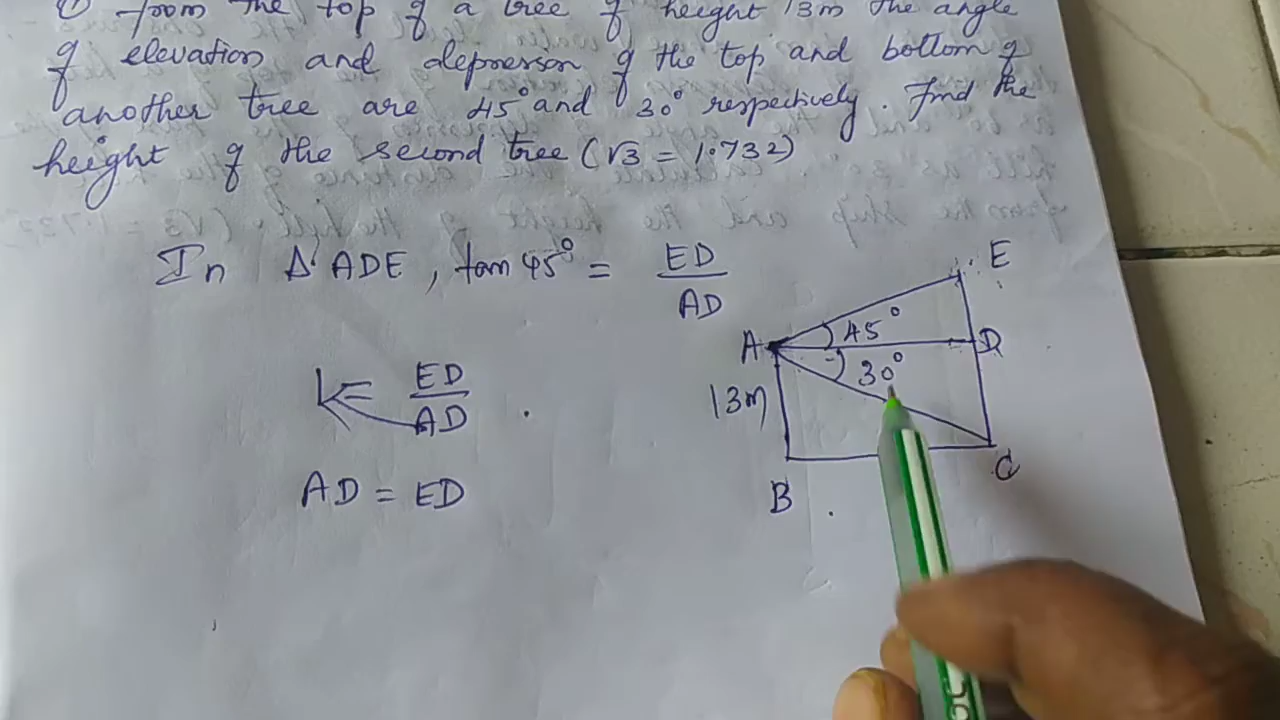 ① from the top of a tree of height 13m the angle
of elevation and depresson of the top and bottom of
another tree are 45° and 30° respectively. Find the
height of the second tree (√3 = 1.732)
In Δ ADE, tan 45° = ED
AD
1 = ED
AD
AD = ED
E
A 45° D
30°
13m
B C